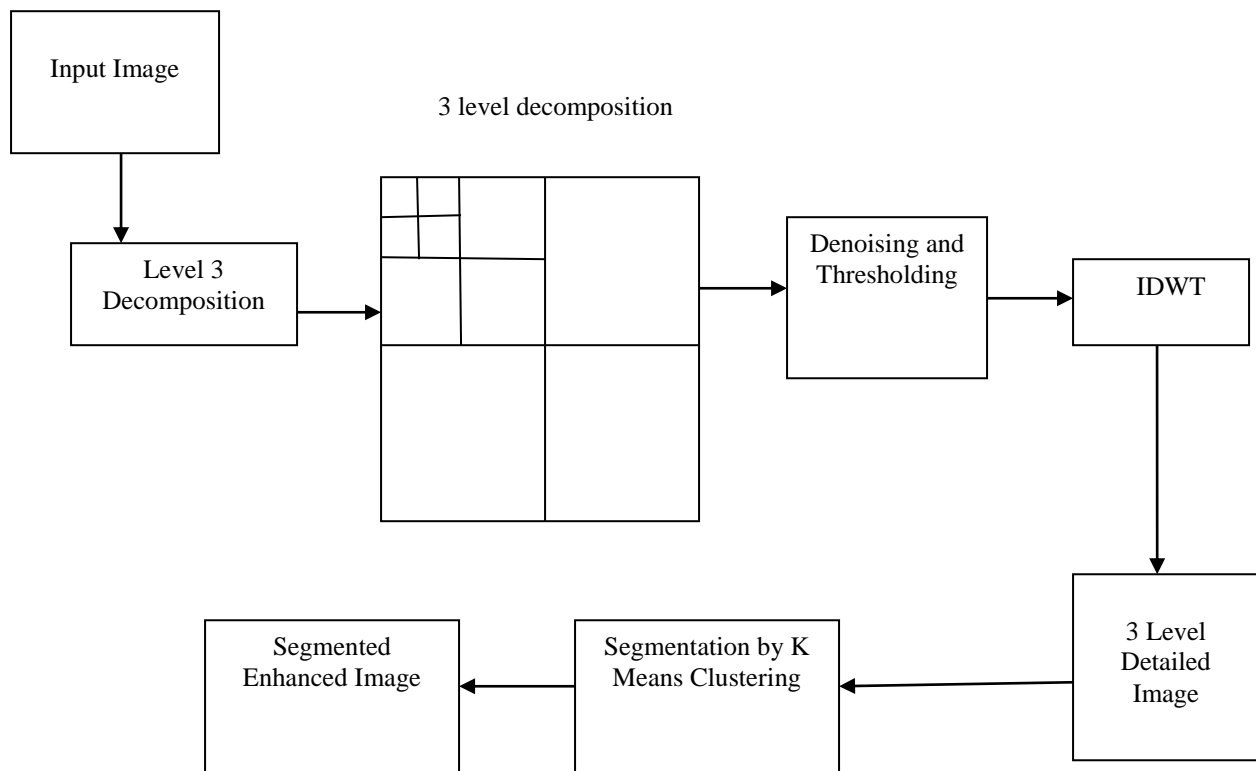 Input Image
3 level decomposition
Level 3
Decomposition
Denoising and
Thresholding
IDWT
3 Level
Detailed
Image
Segmentation by K
Means Clustering
Segmented
Enhanced Image